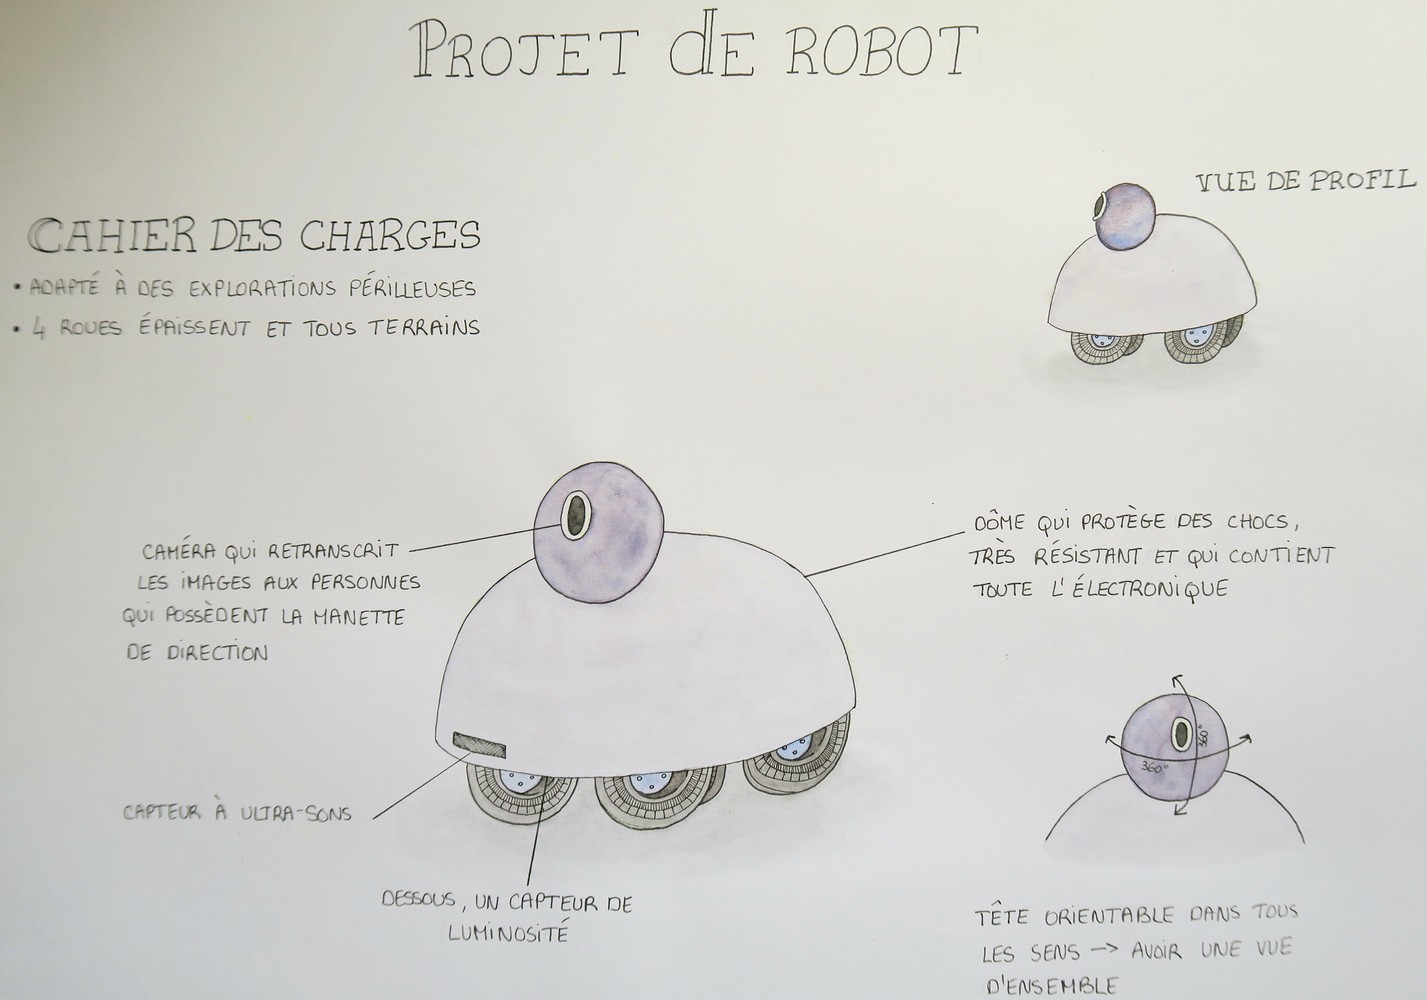 PROJET de ROBOT
VUE DE PROFIL
CAHIER DES CHARGES
• ADAPTÉ À DES EXPLORATIONS PÉRILLEUSES
• 4 ROUES ÉPAISSENT ET TOUS TERRAINS
CAMÉRA QUI RETRANSCRIT
LES IMAGES AUX PERSONNES
QUI POSSÈDENT LA MANETTE
DE DIRECTION
DÔME QUI PROTÈGE DES CHOCS,
TRÈS RÉSISTANT ET QUI CONTIENT
TOUTE L'ÉLECTRONIQUE
CAPTEUR À ULTRA-SONS
DESSOUS, UN CAPTEUR DE
LUMINOSITÉ
360°
360°
TÊTE ORIENTABLE DANS TOUS
LES SENS -> AVOIR UNE VUE
D'ENSEMBLE